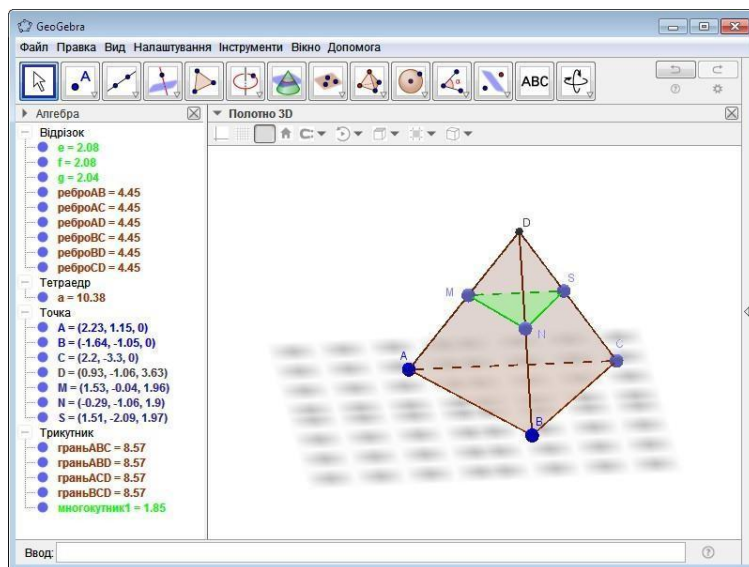 GeoGebra
Файл Правка Вид Налаштування Інструменти Вікно Допомога
A
ABC
Алгебра
Відрізок
e = 2.08
f = 2.08
g = 2.04
реброAB = 4.45
реброAC = 4.45
реброAD = 4.45
реброBC = 4.45
реброBD = 4.45
реброCD = 4.45
Тетраедр
a = 10.38
Точка
A = (2.23, 1.15, 0)
B = (-1.64, -1.05, 0)
C = (2.2, -3.3, 0)
D = (0.93, -1.06, 3.63)
M = (1.53, -0.04, 1.96)
N = (-0.29, -1.06, 1.9)
S = (1.51, -2.09, 1.97)
Трикутник
граньABC = 8.57
граньABD = 8.57
граньACD = 8.57
граньBCD = 8.57
многокутник1 = 1.85
Полотно 3D
D
M
S
N
A
C
B
Ввод: